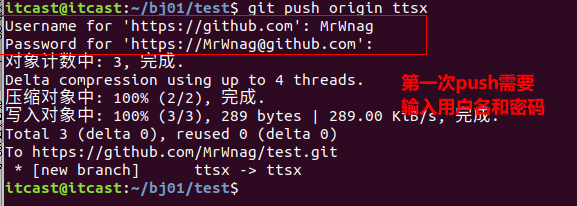 itcast@itcast:~/bj01/test$ git push origin ttsx
Username for 'https://github.com': MrWnag
Password for 'https://MrWnag@github.com':
对象计数中: 3, 完成.
Delta compression using up to 4 threads.
压缩对象中: 100% (2/2), 完成.
写入对象中: 100% (3/3), 289 bytes | 289.00 KiB/s, 完成.
Total 3 (delta 0), reused 0 (delta 0)
To https://github.com/MrWnag/test.git
 * [new branch]      ttsx -> ttsx
itcast@itcast:~/bj01/test$
第一次push需要
输入用户名和密码